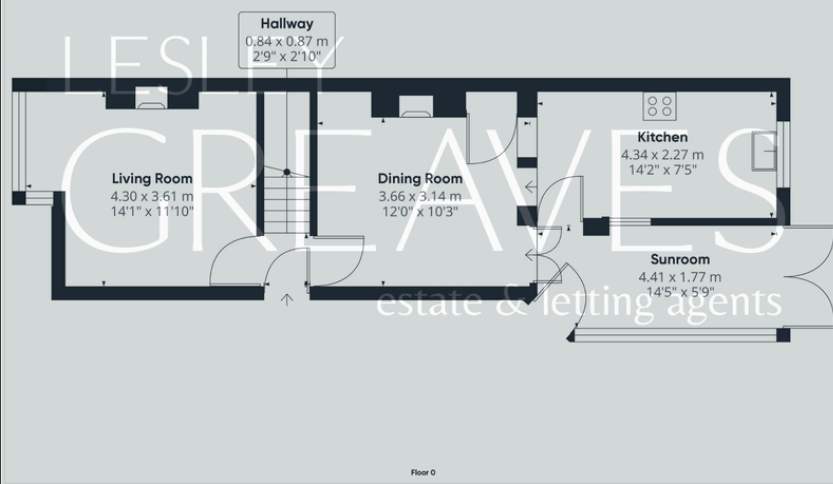 Hallway
0.84 x 0.87 m
2'9" x 2'10"
LESLEY
GREAVES
estate & letting agents
Living Room
4.30 x 3.61 m
14'1" x 11'10"
Dining Room
3.66 x 3.14 m
12'0" x 10'3"
Kitchen
4.34 x 2.27 m
14'2" x 7'5"
Sunroom
4.41 x 1.77 m
14'5" x 5'9"
Floor 0